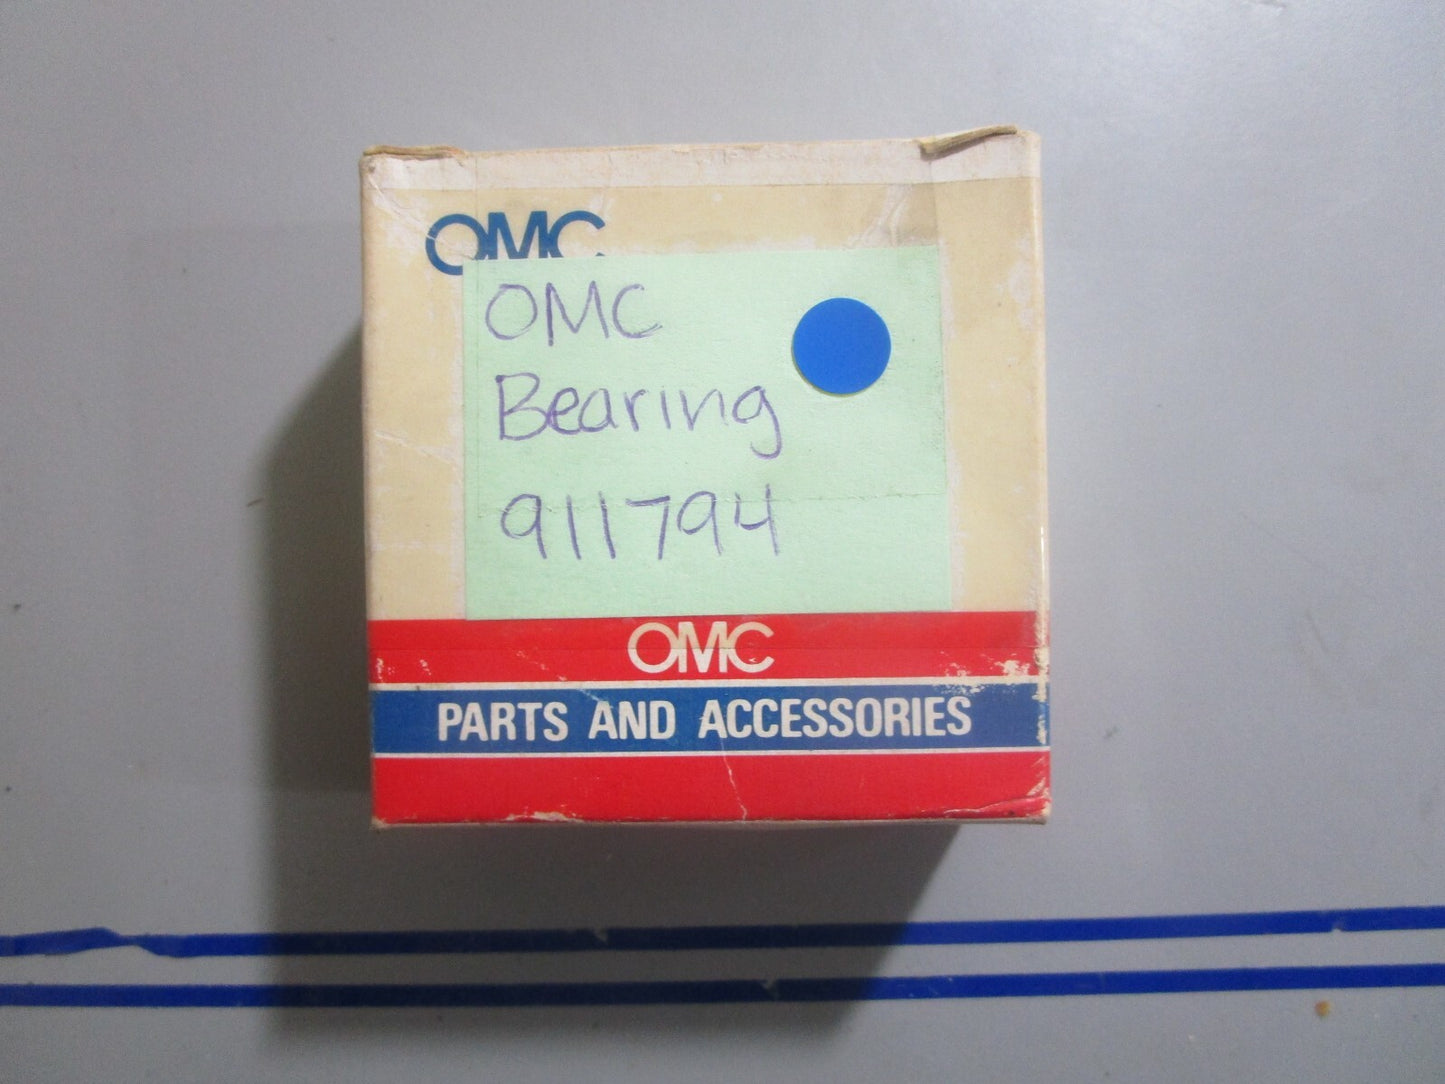 OMC
OMC
Bearing
911794
OMC
PARTS AND ACCESSORIES